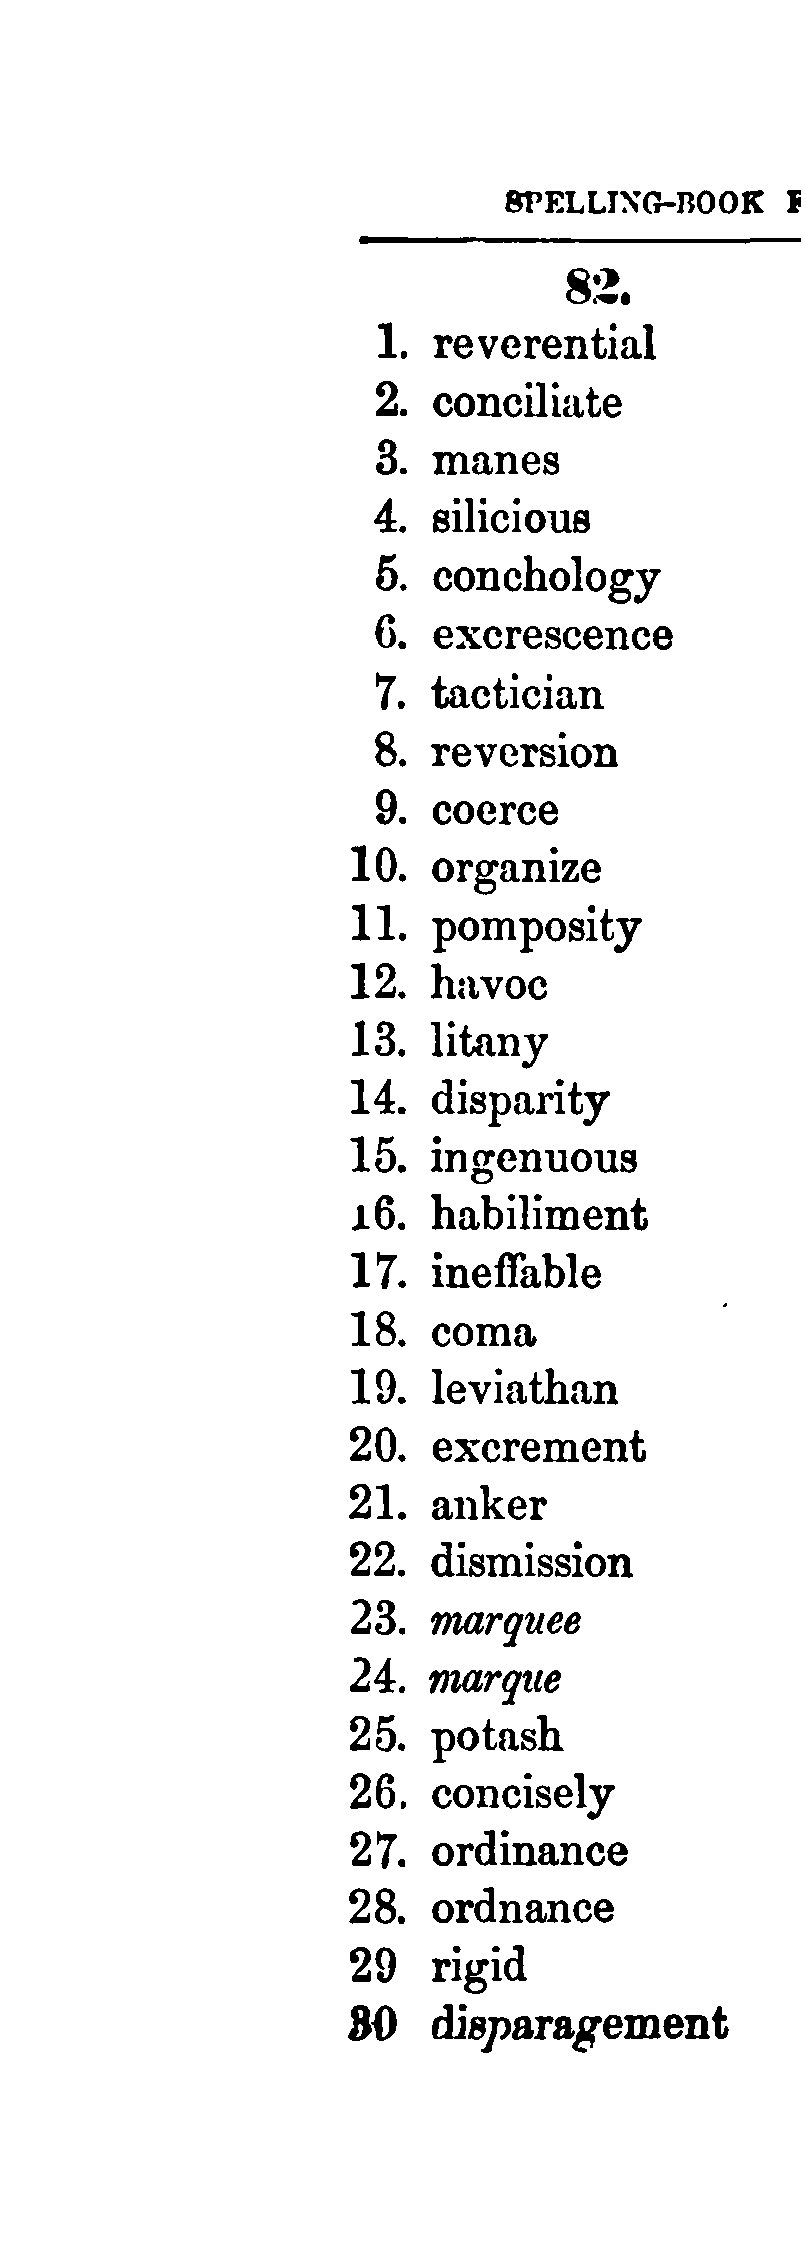 SPELLING-BOOK F
82.
1. reverential
2. conciliate
3. manes
4. silicious
5. conchology
6. excrescence
7. tactician
8. reversion
9. coerce
10. organize
11. pomposity
12. havoc
13. litany
14. disparity
15. ingenuous
16. habiliment
17. ineffable
18. coma
19. leviathan
20. excrement
21. anker
22. dismission
23. marquee
24. marque
25. potash
26. concisely
27. ordinance
28. ordnance
29 rigid
30 disparagement